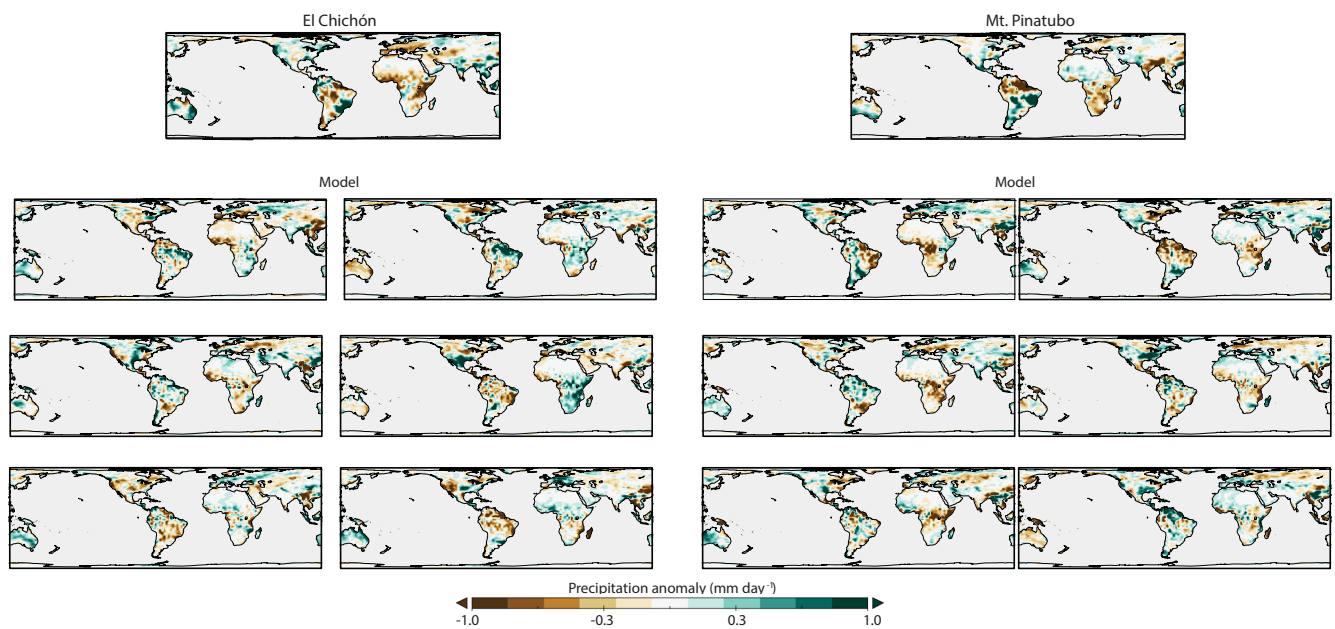 El Chichón
Mt. Pinatubo
Model
Model
Precipitation anomaly (mm day⁻¹)
-1.0
-0.3
0.3
1.0